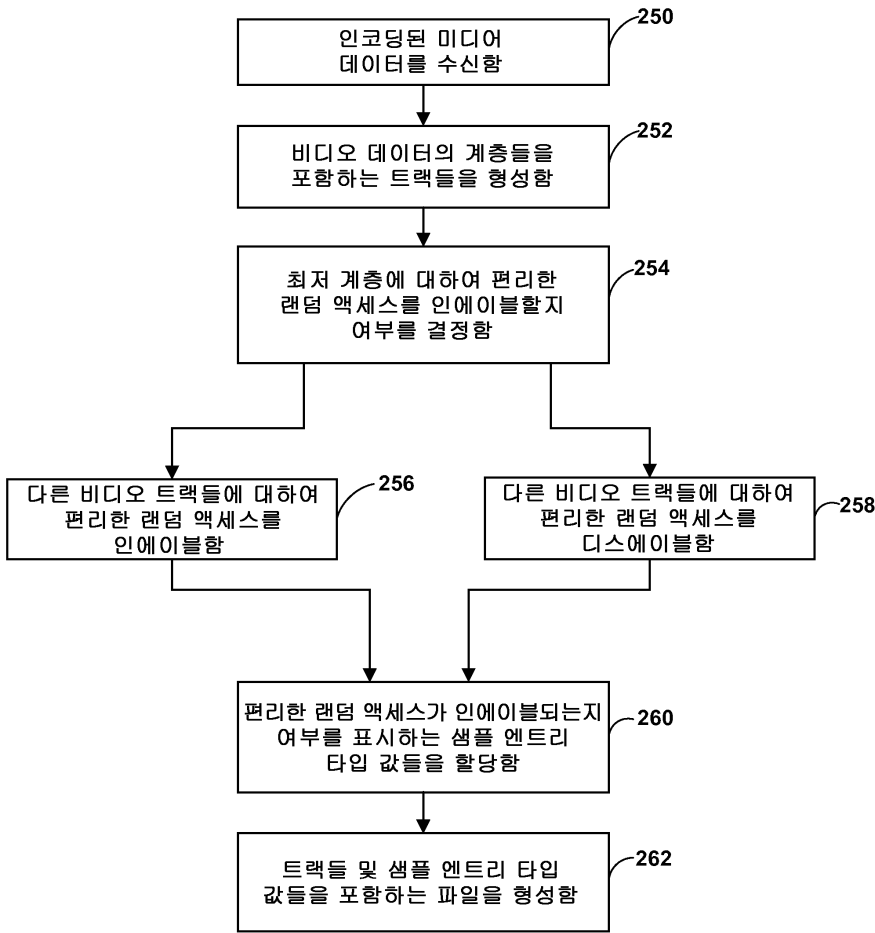 인코딩된 미디어
데이터를 수신함
250
비디오 데이터의 계층들을
포함하는 트랙들을 형성함
252
최저 계층에 대하여 편리한
랜덤 액세스를 인에이블할지
여부를 결정함
254
다른 비디오 트랙들에 대하여
편리한 랜덤 액세스를
인에이블함
256
다른 비디오 트랙들에 대하여
편리한 랜덤 액세스를
디스에이블함
258
편리한 랜덤 액세스가 인에이블되는지
여부를 표시하는 샘플 엔트리
타입 값들을 할당함
260
트랙들 및 샘플 엔트리 타입
값들을 포함하는 파일을 형성함
262